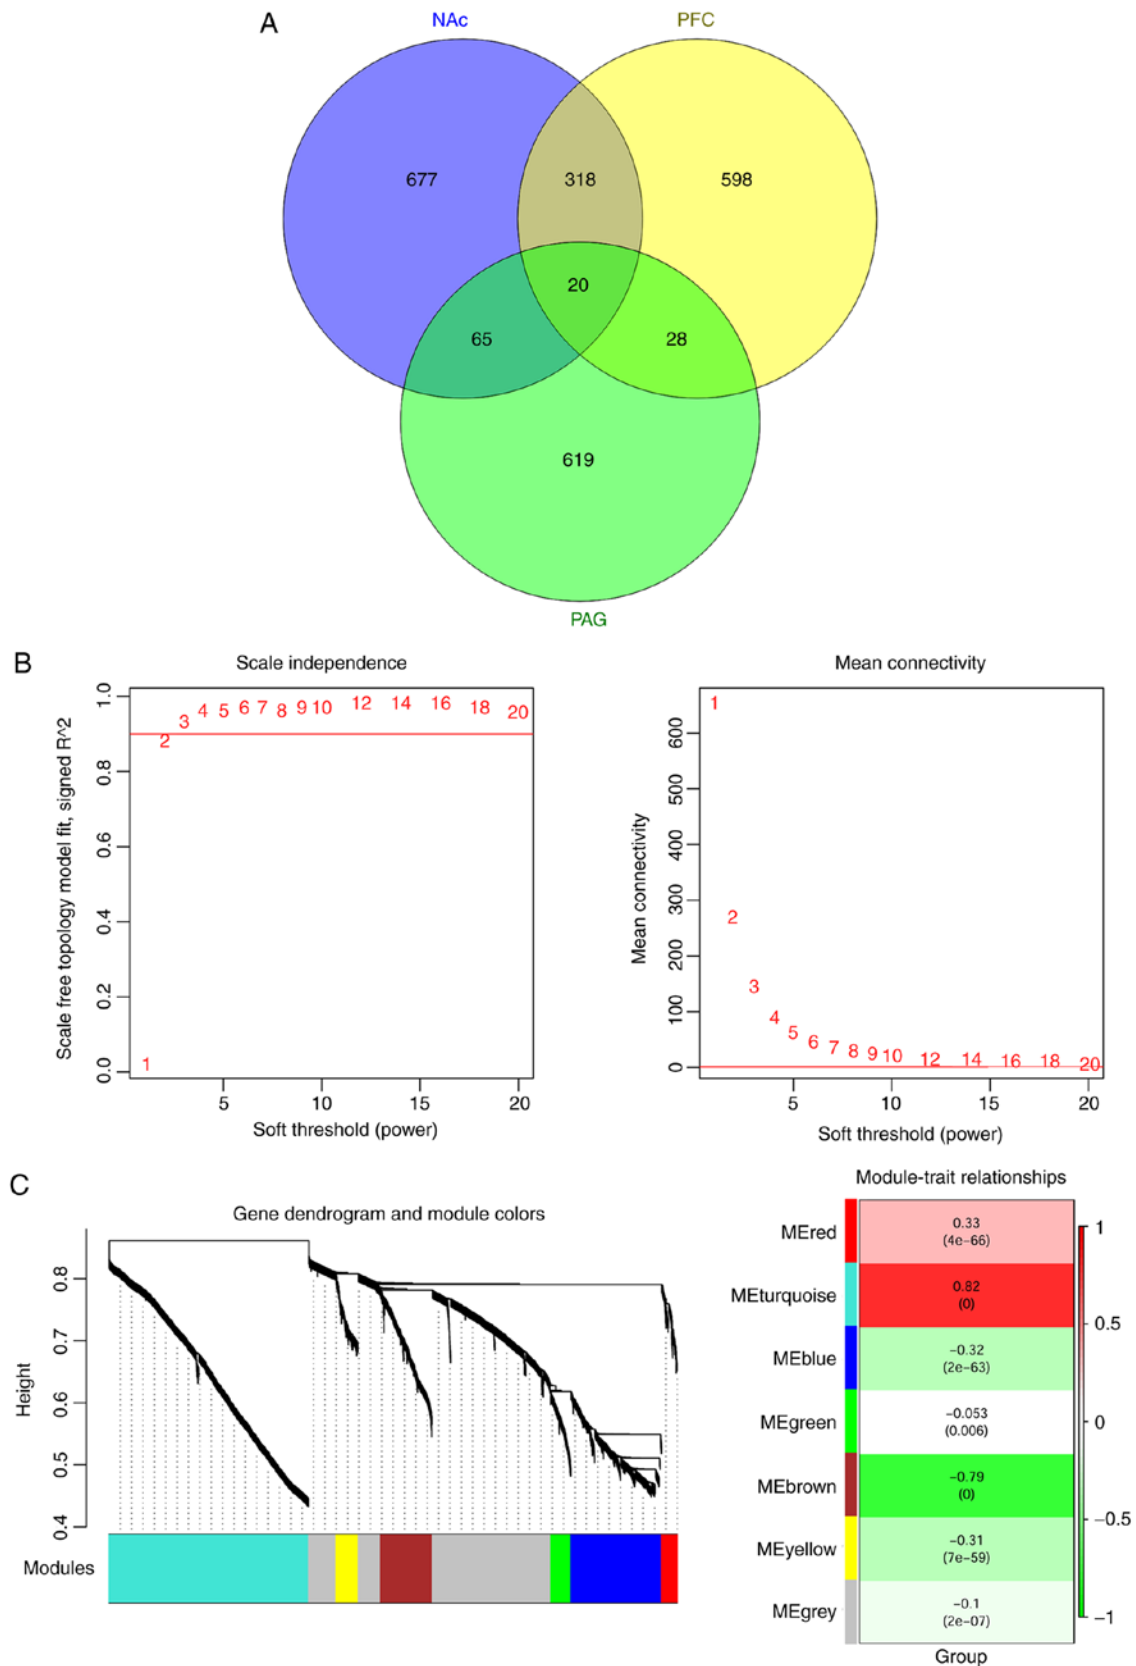 A
NAc
PFC
677
318
598
20
65
28
619
PAG
B
Scale independence
Scale free topology model fit, signed R^2
0.0
0.2
0.4
0.6
0.8
1.0
1
2
3
4
5
6
7
8
9
10
12
14
16
18
20
5
10
15
20
Soft threshold (power)
Mean connectivity
Mean connectivity
0
100
200
300
400
500
600
1
2
3
4
5
6
7
8
9
10
12
14
16
18
20
5
10
15
20
Soft threshold (power)
C
Gene dendrogram and module colors
Height
0.8
0.7
0.6
0.5
0.4
Modules
Module-trait relationships
MEred
0.33
(4e-66)
MEturquoise
0.82
(0)
MEblue
-0.32
(2e-63)
MEgreen
-0.053
(0.006)
MEbrown
-0.79
(0)
MEyellow
-0.31
(7e-59)
MEgrey
-0.1
(2e-07)
Group
1
0.5
0
-0.5
-1